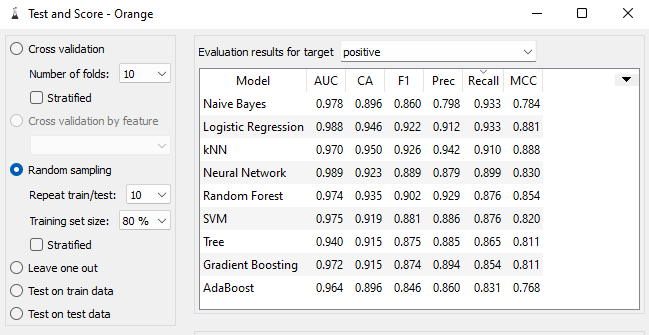 Test and Score - Orange
Cross validation
Number of folds: 10
Stratified
Cross validation by feature
Random sampling
Repeat train/test: 10
Training set size: 80 %
Stratified
Leave one out
Test on train data
Test on test data
Evaluation results for target positive
Model AUC CA F1 Prec Recall MCC
Naive Bayes 0.978 0.896 0.860 0.798 0.933 0.784
Logistic Regression 0.988 0.946 0.922 0.912 0.933 0.881
kNN 0.970 0.950 0.926 0.942 0.910 0.888
Neural Network 0.989 0.923 0.889 0.879 0.899 0.830
Random Forest 0.974 0.935 0.902 0.929 0.876 0.854
SVM 0.975 0.919 0.881 0.886 0.876 0.820
Tree 0.940 0.915 0.875 0.885 0.865 0.811
Gradient Boosting 0.972 0.915 0.874 0.894 0.854 0.811
AdaBoost 0.964 0.896 0.846 0.860 0.831 0.768